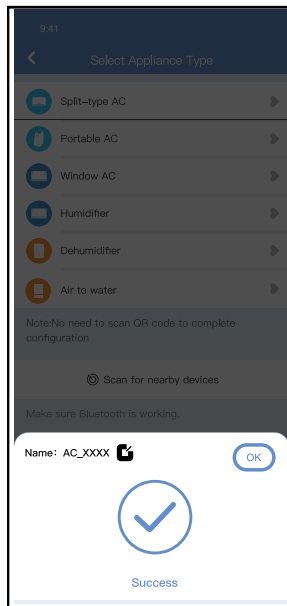 9:41
Select Appliance Type
Split-type AC
Portable AC
Window AC
Humidifier
Dehumidifier
Air to water
Note:No need to scan QR code to complete
configuration
Scan for nearby devices
Make sure Bluetooth is working.
Name: AC_XXXX
OK
Success